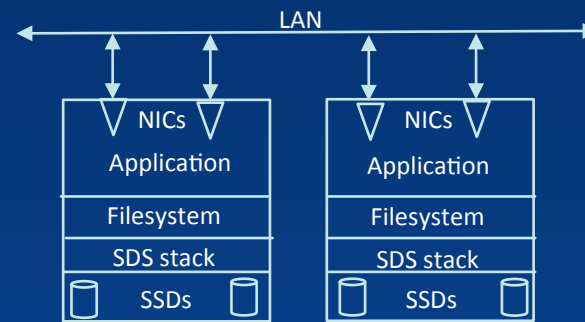 LAN
NICs
Application
Filesystem
SDS stack
SSDs
NICs
Application
Filesystem
SDS stack
SSDs